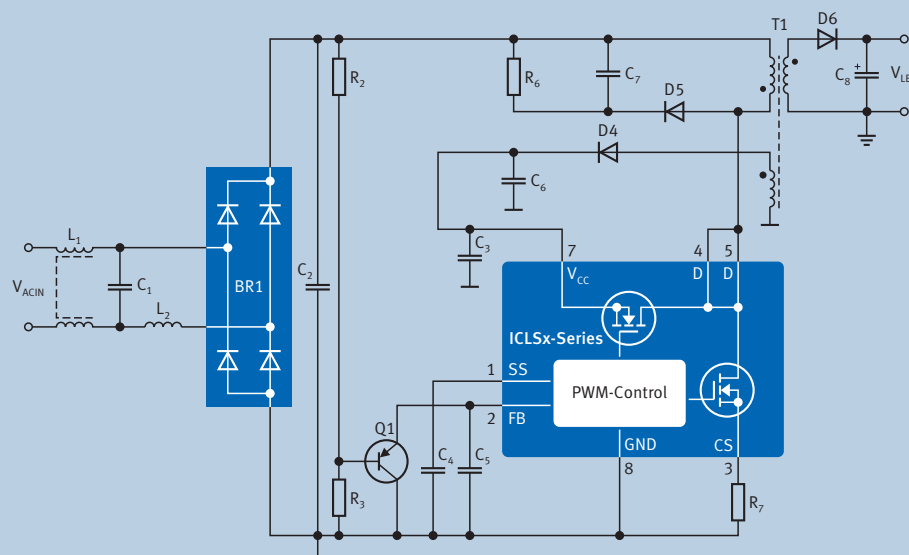 T1
D6
R2
R6
C7
D5
C8
+
VLE
D4
C6
L1
C3
7
4
5
VCC
D
D
C2
VACIN
C1
BR1
L2
ICLSx-Series
1
SS
PWM-Control
2
FB
Q1
GND
CS
C4
C5
8
3
R3
R7